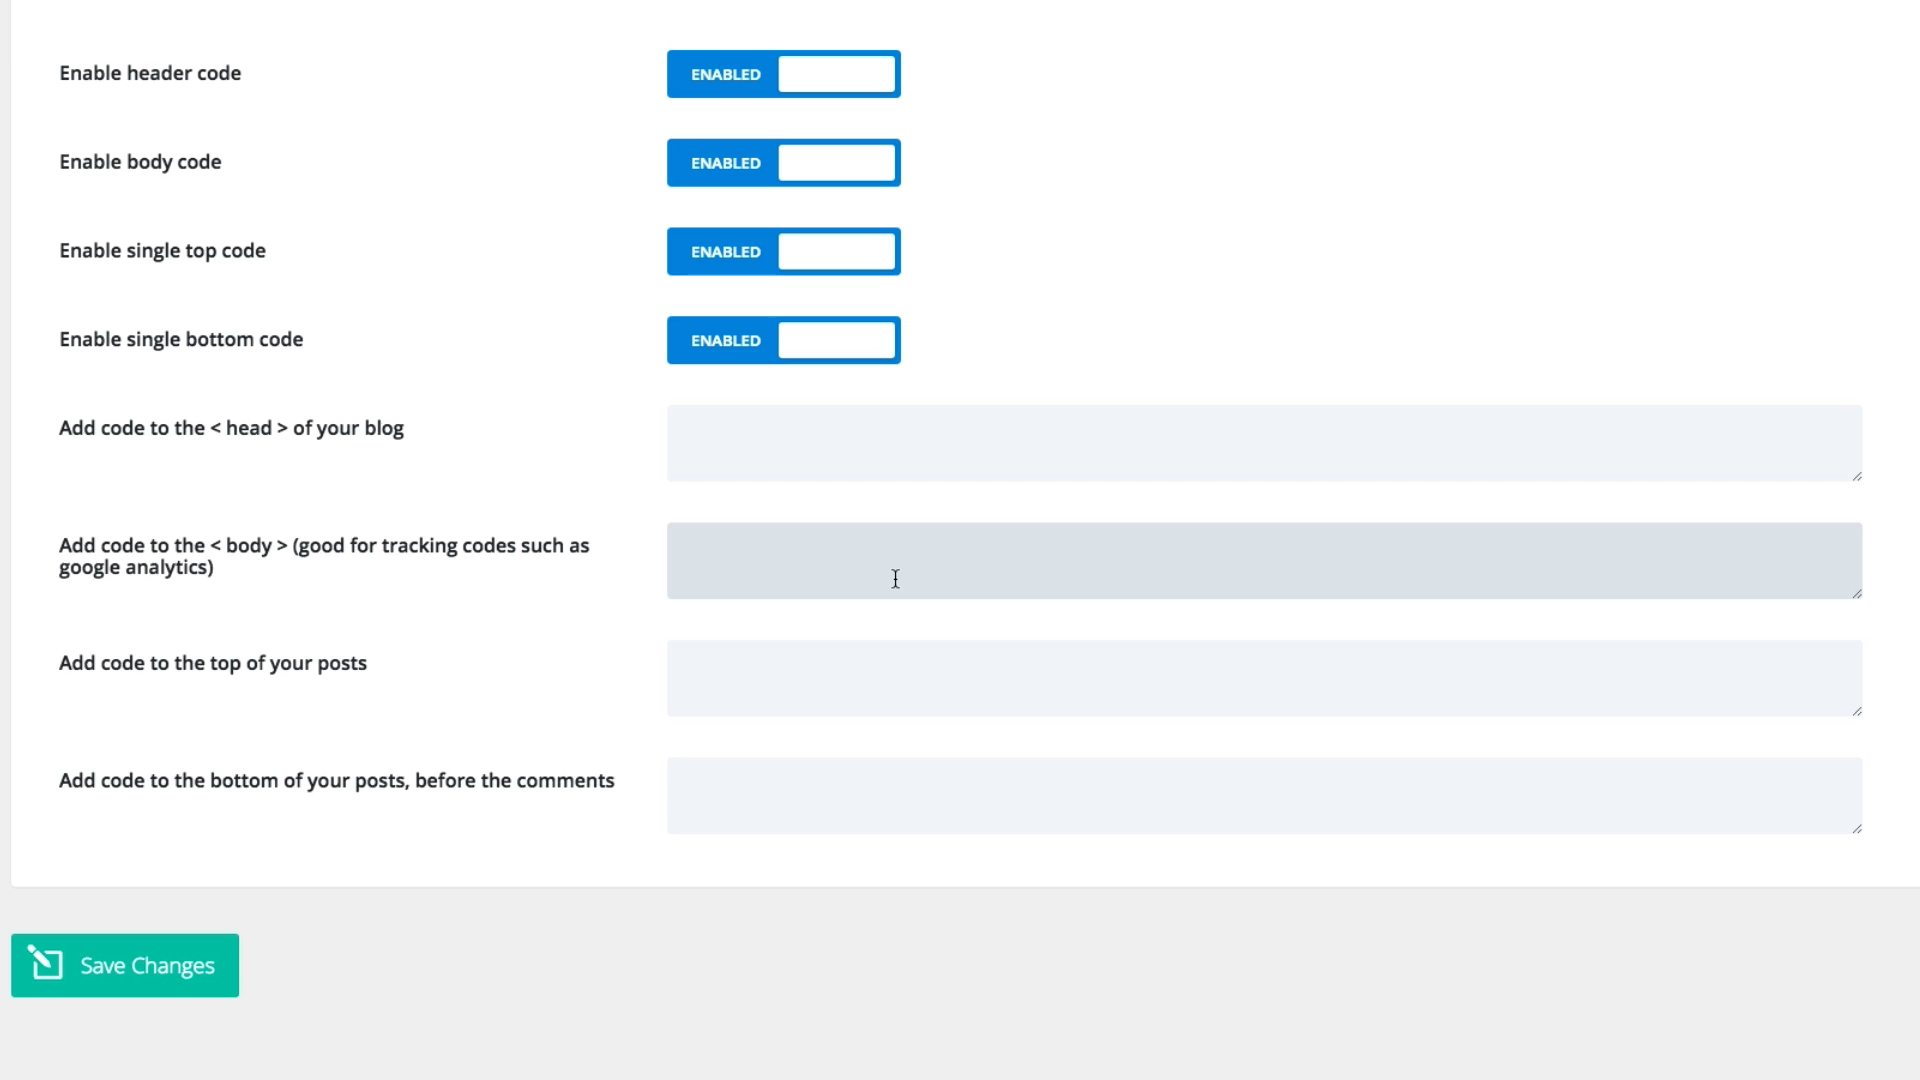 Enable header code
ENABLED
Enable body code
ENABLED
Enable single top code
ENABLED
Enable single bottom code
ENABLED
Add code to the < head > of your blog
Add code to the < body > (good for tracking codes such as
google analytics)
Add code to the top of your posts
Add code to the bottom of your posts, before the comments
Save Changes